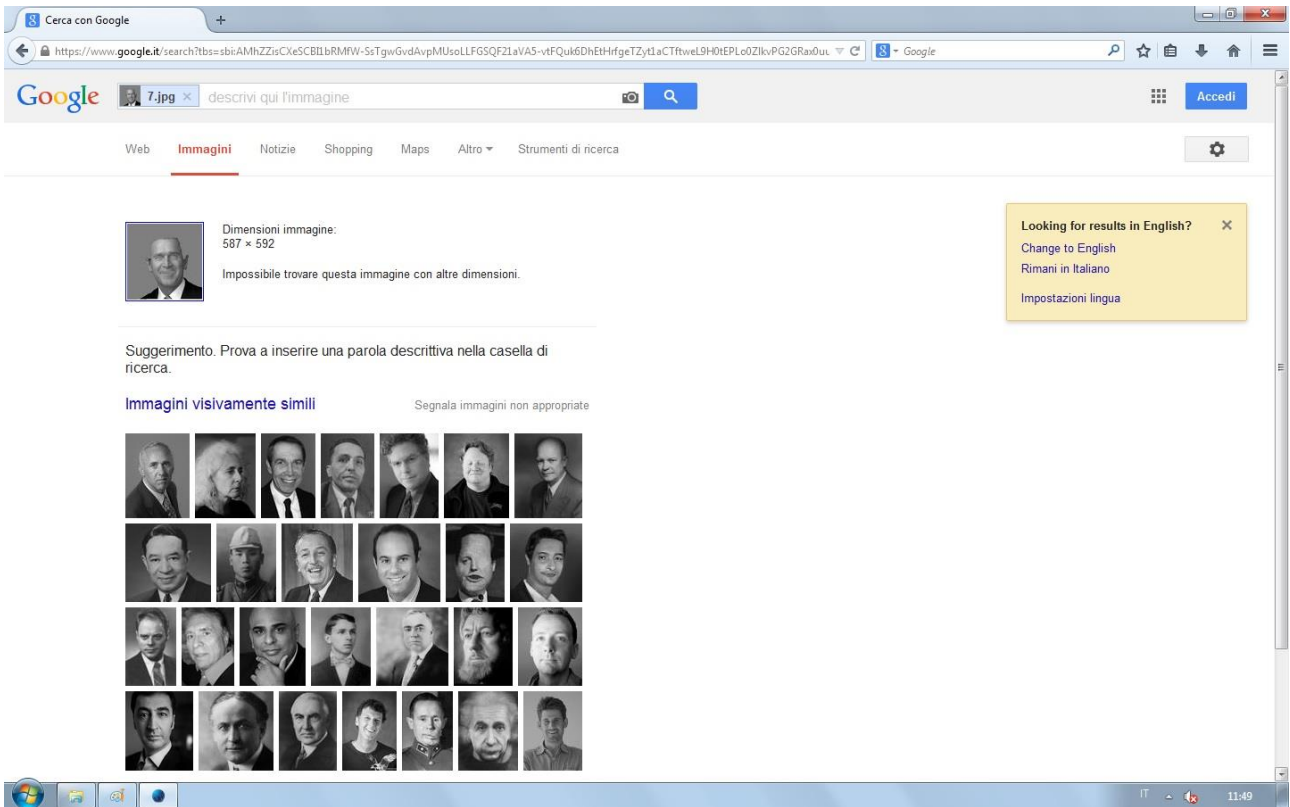 Cerca con Google
https://www.google.it/search?tbs=sbi:AMhZZisCXeSCBI1bRMfW-SsTgwGvdAvpMUsoLLFGSQF21aVA5-vtFQuk6DhEtHrfgeTZyt1aCTftweL9H0tEPLo0ZIkvPG2GRax0uu
Google
Google
7.jpg
descrivi qui l'immagine
Accedi
Web Immagini Notizie Shopping Maps Altro Strumenti di ricerca
Dimensioni immagine:
587 × 592
Impossibile trovare questa immagine con altre dimensioni.
Looking for results in English?
Change to English
Rimani in Italiano
Impostazioni lingua
Suggerimento. Prova a inserire una parola descrittiva nella casella di
ricerca.
Immagini visivamente simili
Segnala immagini non appropriate
IT
11:49